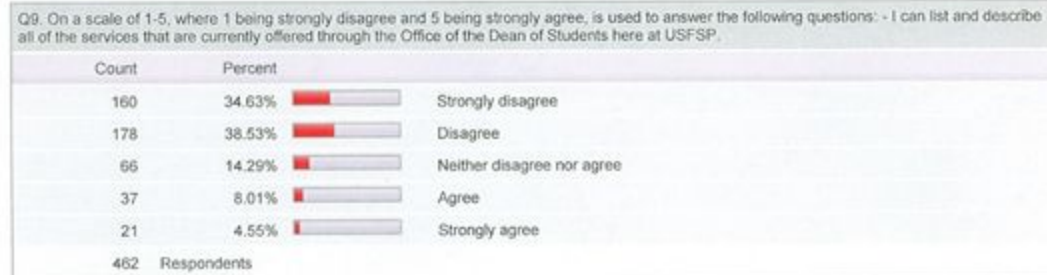 Q9. On a scale of 1-5, where 1 being strongly disagree and 5 being strongly agree, is used to answer the following questions: - I can list and describe
all of the services that are currently offered through the Office of the Dean of Students here at USFSP.
Count Percent
160 34.63% Strongly disagree
178 38.53% Disagree
66 14.29% Neither disagree nor agree
37 8.01% Agree
21 4.55% Strongly agree
462 Respondents